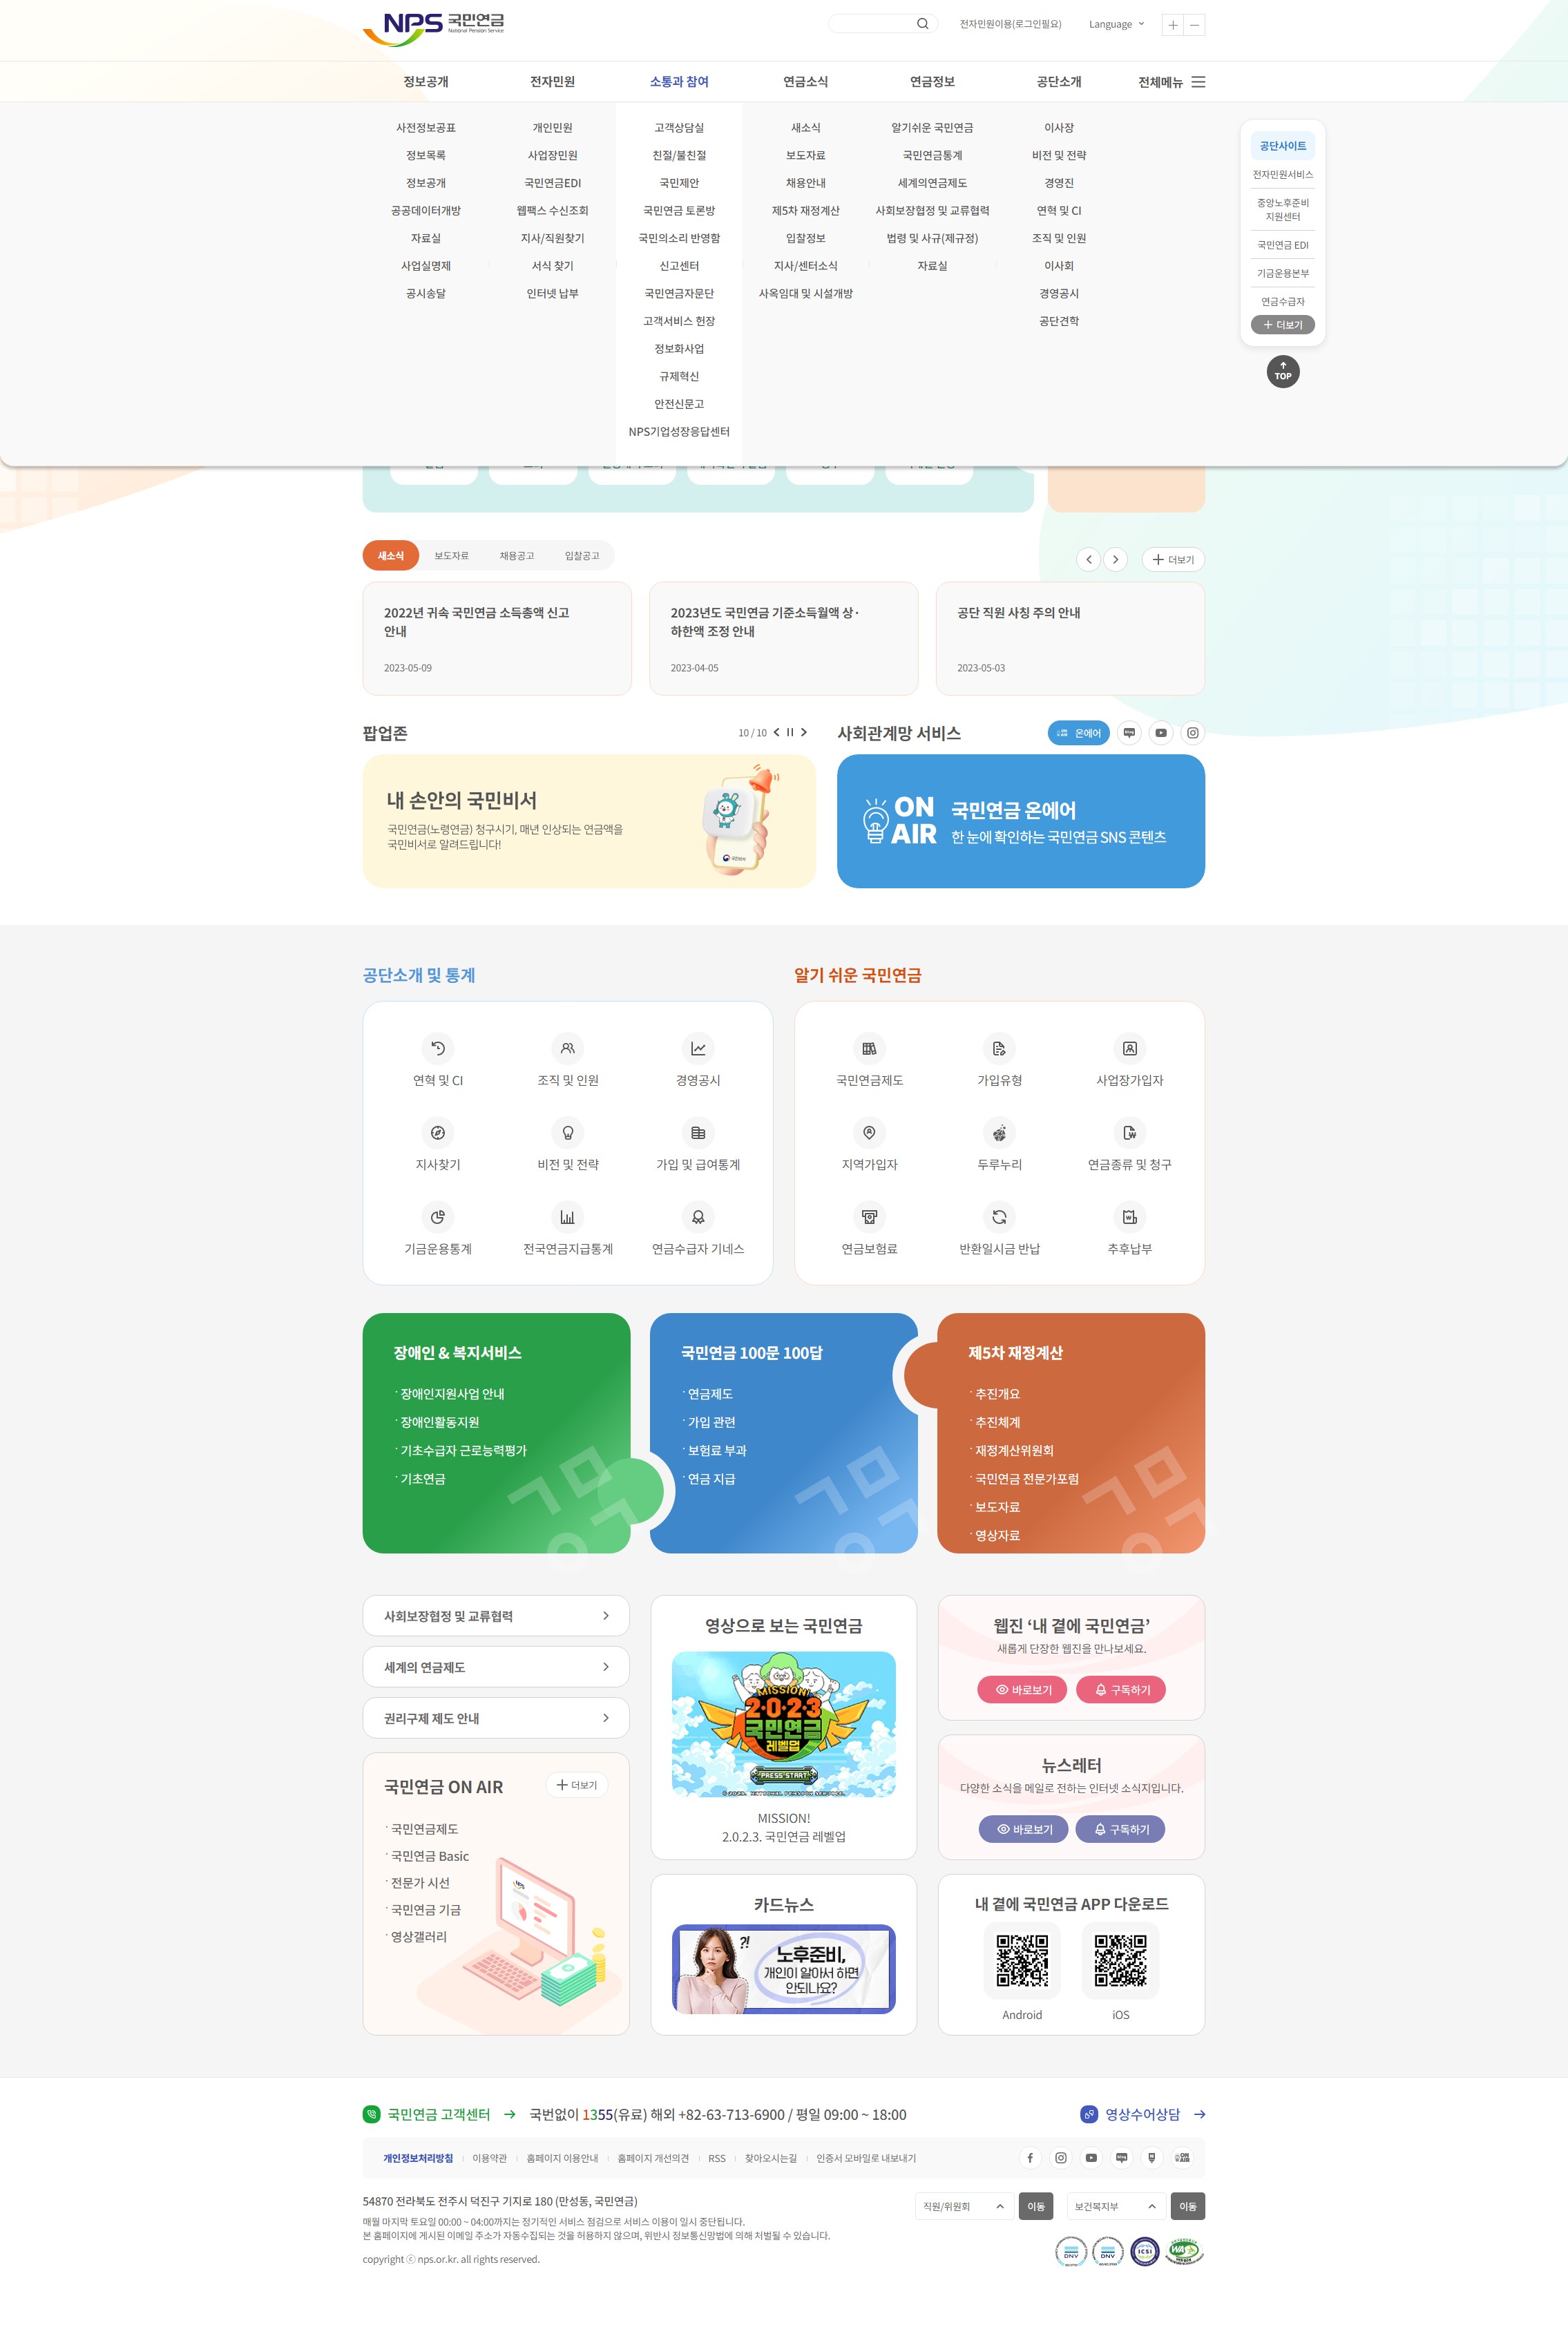 NPS 국민연금
National Pension Service
전자민원이용(로그인필요)
Language
정보공개
전자민원
소통과 참여
연금소식
연금정보
공단소개
전체메뉴
사전정보공표
정보목록
정보공개
공공데이터개방
자료실
사업실명제
공시송달
개인민원
사업장민원
국민연금EDI
웹팩스 수신조회
지사/직원찾기
서식 찾기
인터넷 납부
고객상담실
친절/불친절
국민제안
국민연금 토론방
국민의소리 반영함
신고센터
국민연금자문단
고객서비스 헌장
정보화사업
규제혁신
안전신문고
NPS기업성장응답센터
새소식
보도자료
채용안내
제5차 재정계산
입찰정보
지사/센터소식
사옥임대 및 시설개방
알기쉬운 국민연금
국민연금통계
세계의연금제도
사회보장협정 및 교류협력
법령 및 사규(제규정)
자료실
이사장
비전 및 전략
경영진
연혁 및 CI
조직 및 인원
이사회
경영공시
공단견학
공단사이트
전자민원서비스
중앙노후준비
지원센터
국민연금 EDI
기금운용본부
연금수급자
더보기
TOP
새소식
보도자료
채용공고
입찰공고
더보기
2022년 귀속 국민연금 소득총액 신고
안내
2023-05-09
2023년도 국민연금 기준소득월액 상·
하한액 조정 안내
2023-04-05
공단 직원 사칭 주의 안내
2023-05-03
팝업존
10 / 10
내 손안의 국민비서
국민연금(노령연금) 청구시기, 매년 인상되는 연금액을
국민비서로 알려드립니다!
국민비서
사회관계망 서비스
온에어
ON
AIR
국민연금 온에어
한 눈에 확인하는 국민연금 SNS 콘텐츠
공단소개 및 통계
연혁 및 CI
조직 및 인원
경영공시
지사찾기
비전 및 전략
가입 및 급여통계
기금운용통계
전국연금지급통계
연금수급자 기네스
알기 쉬운 국민연금
국민연금제도
가입유형
사업장가입자
지역가입자
두루누리
연금종류 및 청구
연금보험료
반환일시금 반납
추후납부
장애인 & 복지서비스
· 장애인지원사업 안내
· 장애인활동지원
· 기초수급자 근로능력평가
· 기초연금
국민연금 100문 100답
· 연금제도
· 가입 관련
· 보험료 부과
· 연금 지급
제5차 재정계산
· 추진개요
· 추진체계
· 재정계산위원회
· 국민연금 전문가포럼
· 보도자료
· 영상자료
사회보장협정 및 교류협력
세계의 연금제도
권리구제 제도 안내
국민연금 ON AIR
더보기
· 국민연금제도
· 국민연금 Basic
· 전문가 시선
· 국민연금 기금
· 영상갤러리
NPS
영상으로 보는 국민연금
MISSION!
2·0·2·3
국민연금
레벨업
PRESS START
© 2023. NATIONAL PENSION SERVICE.
MISSION!
2.0.2.3. 국민연금 레벨업
카드뉴스
?!
노후준비,
개인이 알아서 하면
안되나요?
웹진 ‘내 곁에 국민연금’
새롭게 단장한 웹진을 만나보세요.
바로보기
구독하기
뉴스레터
다양한 소식을 메일로 전하는 인터넷 소식지입니다.
바로보기
구독하기
내 곁에 국민연금 APP 다운로드
Android
iOS
국민연금 고객센터
국번없이 1355(유료) 해외 +82-63-713-6900 / 평일 09:00 ~ 18:00
영상수어상담
개인정보처리방침
이용약관
홈페이지 이용안내
홈페이지 개선의견
RSS
찾아오시는길
인증서 모바일로 내보내기
54870 전라북도 전주시 덕진구 기지로 180 (만성동, 국민연금)
매월 마지막 토요일 00:00 ~ 04:00까지는 정기적인 서비스 점검으로 서비스 이용이 일시 중단됩니다.
본 홈페이지에 게시된 이메일 주소가 자동수집되는 것을 허용하지 않으며, 위반시 정보통신망법에 의해 처벌될 수 있습니다.
copyright ⓒ nps.or.kr. all rights reserved.
직원/위원회
이동
보건복지부
이동
DNV
DNV
ICSI
WA